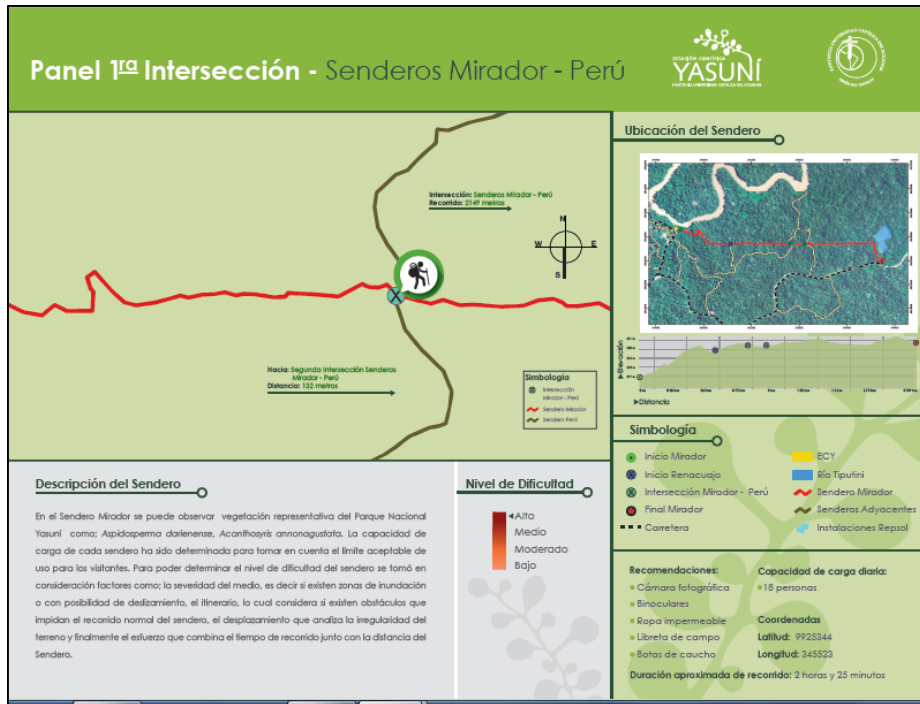 Panel 1ra Intersección - Senderos Mirador - Perú
ESTACIÓN CIENTÍFICA
YASUNÍ
PONTIFICIA UNIVERSIDAD CATÓLICA DEL ECUADOR
Intersección: Senderos Mirador - Perú
Recorrido: 2149 metros
N
W E
S
Hacia: Segunda Intersección Senderos
Mirador - Perú
Distancia: 132 metros
Simbología
Intersección
Mirador - Perú
Sendero Mirador
Sendero Perú
Ubicación del Sendero
Elevación
Distancia
Simbología
Inicio Mirador
Inicio Renacuajo
Intersección Mirador - Perú
Final Mirador
Carretera
ECY
Río Tiputini
Sendero Mirador
Senderos Adyacentes
Instalaciones Repsol
Descripción del Sendero
En el Sendero Mirador se puede observar vegetación representativa del Parque Nacional
Yasuní como; Aspidosperma darienense, Acanthosyris annonagustata. La capacidad de
carga de cada sendero ha sido determinada para tomar en cuenta el límite aceptable de
uso para los visitantes. Para poder determinar el nivel de dificultad del sendero se tomó en
consideración factores como; la severidad del medio, es decir si existen zonas de inundación
o con posibilidad de deslizamiento, el itinerario, lo cual considera si existen obstáculos que
impidan el recorrido normal del sendero, el desplazamiento que analiza la irregularidad del
terreno y finalmente el esfuerzo que combina el tiempo de recorrido junto con la distancia del
Sendero.
Nivel de Dificultad
Alto
Medio
Moderado
Bajo
Recomendaciones:
Cámara fotográfica
Binoculares
Ropa impermeable
Libreta de campo
Botas de caucho
Capacidad de carga diaria:
18 personas
Coordenadas
Latitud: 9925344
Longitud: 345523
Duración aproximada de recorrido: 2 horas y 25 minutos